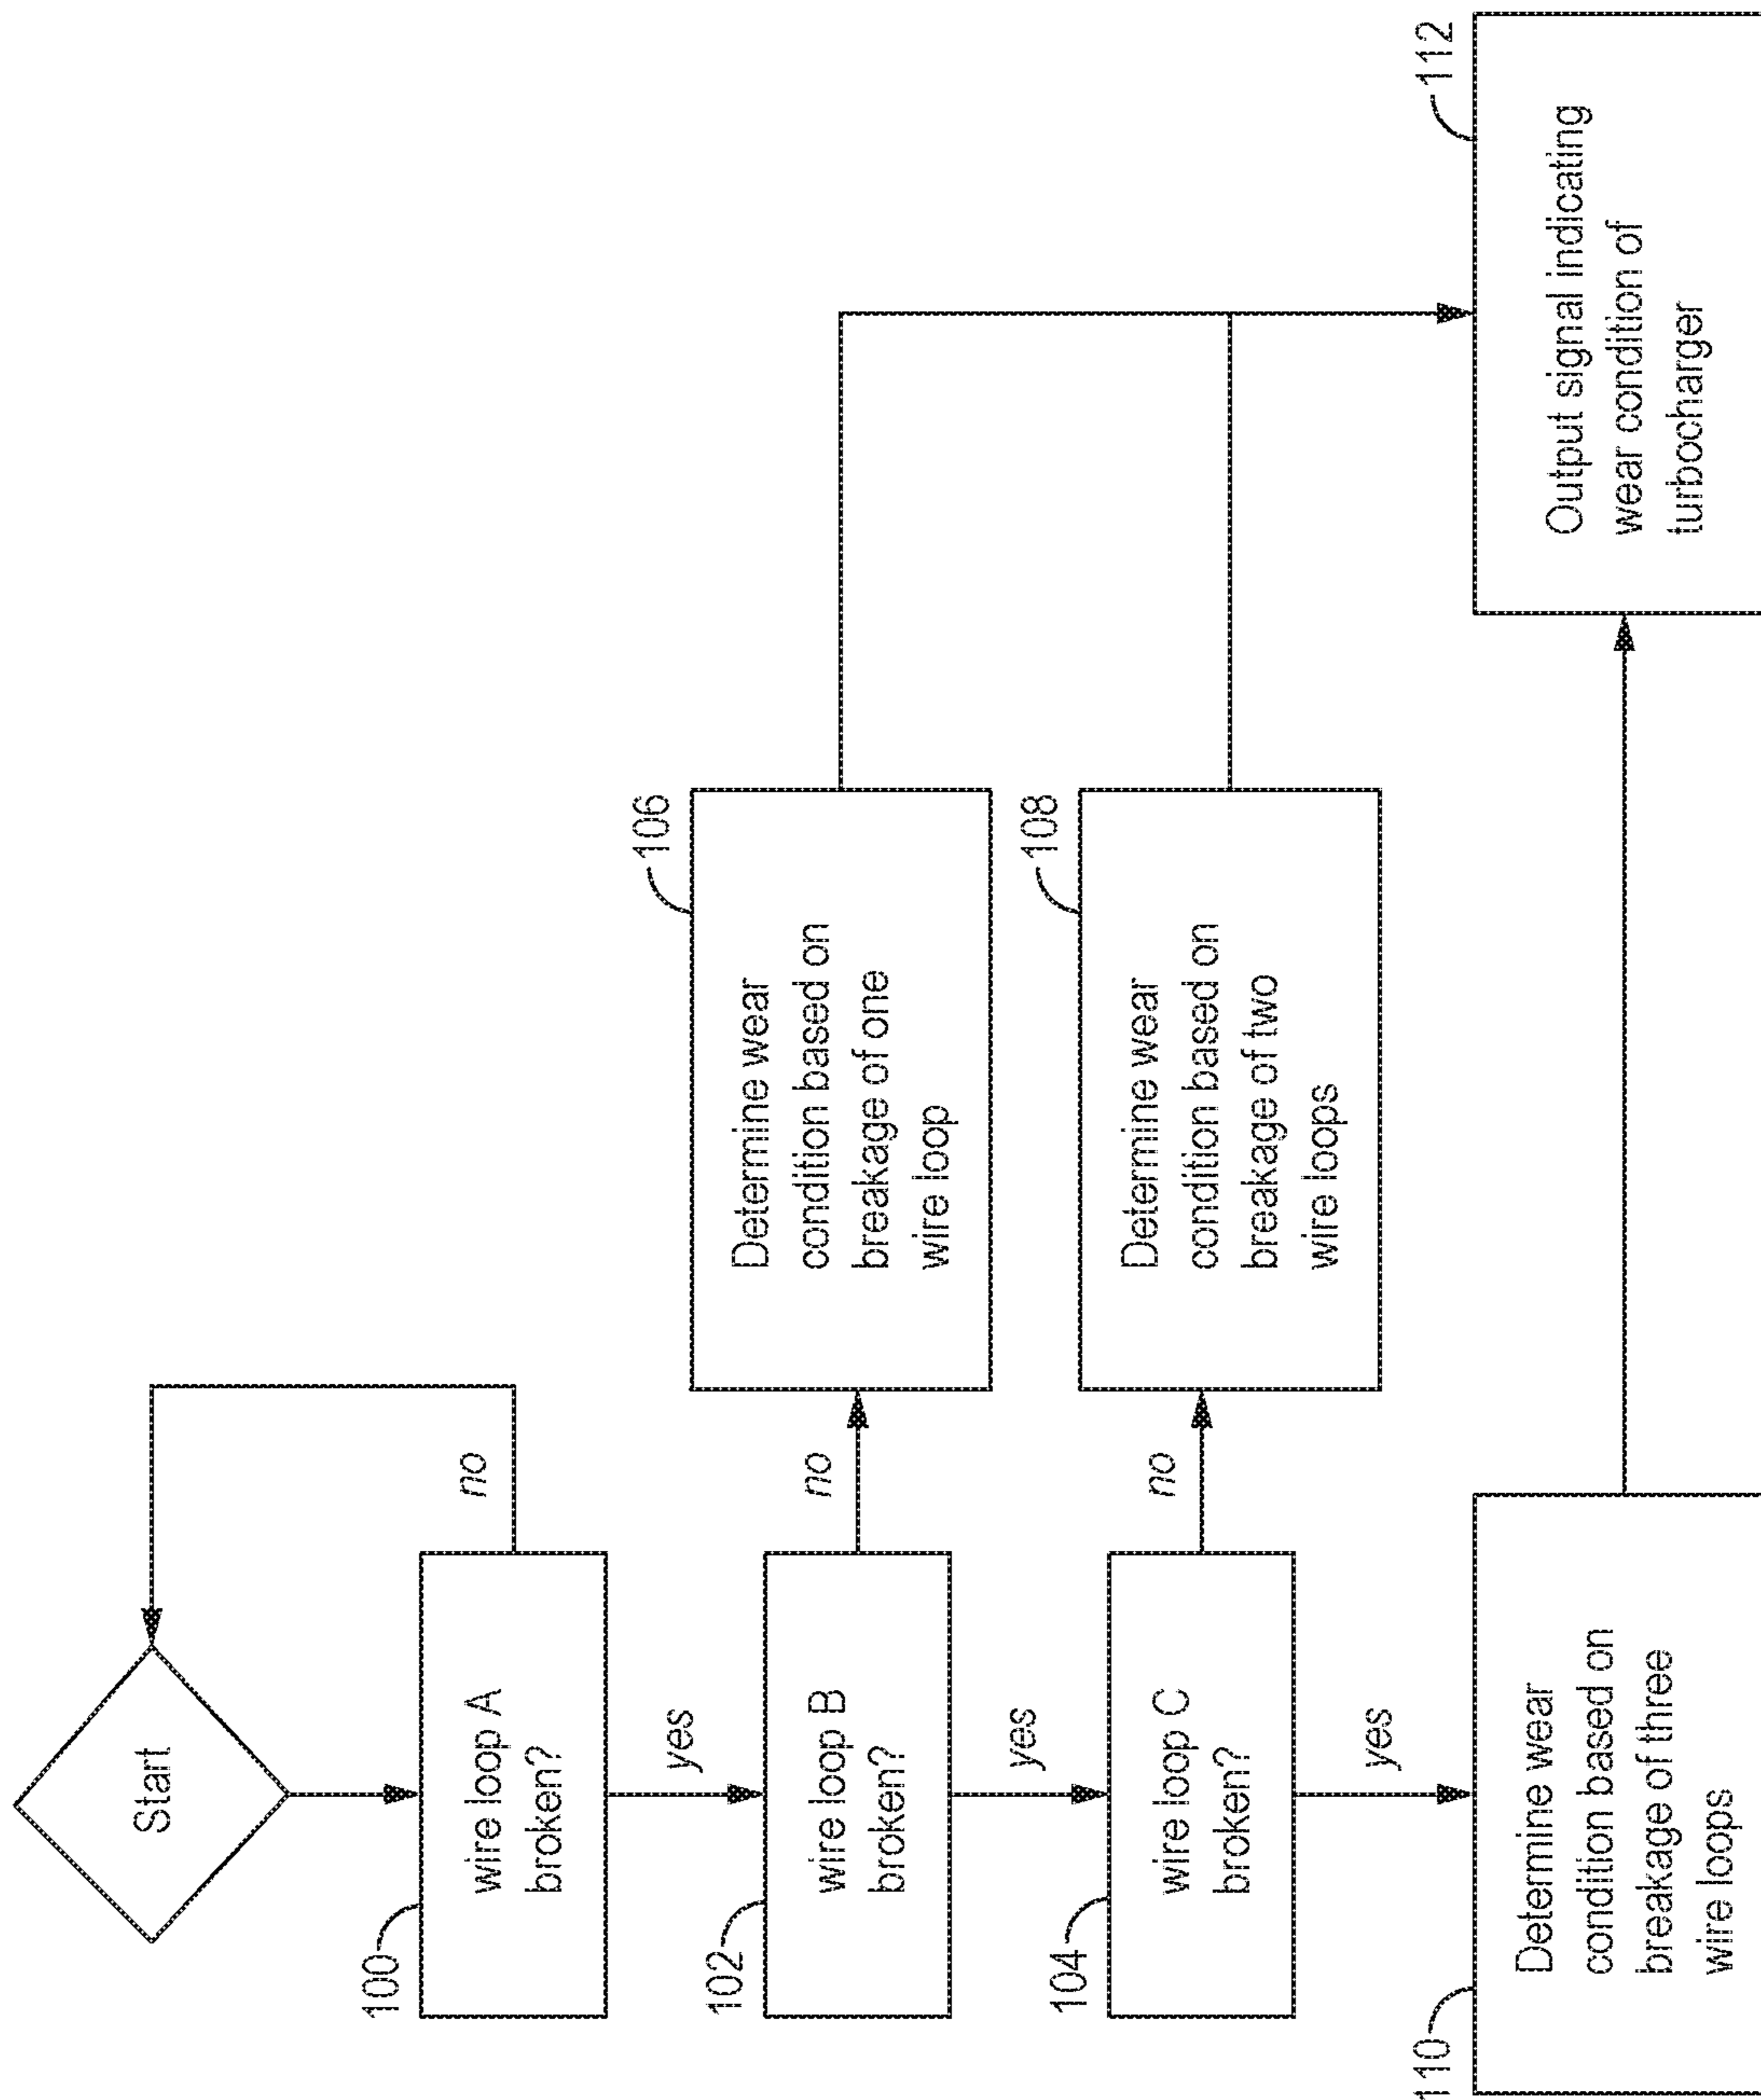 Start
no
100
wire loop A
broken?
yes
102
wire loop B
broken?
no
106
Determine wear
condition based on
breakage of one
wire loop
yes
104
wire loop C
broken?
no
108
Determine wear
condition based on
breakage of two
wire loops
yes
110
Determine wear
condition based on
breakage of three
wire loops
112
Output signal indicating
wear condition of
turbocharger